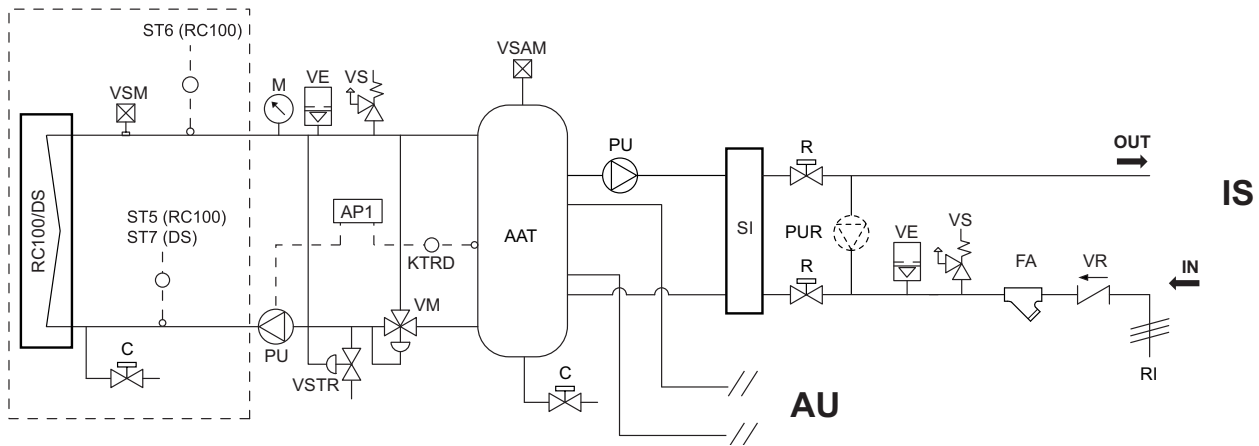 ST6 (RC100)
VSM
M
VE
VS
VSAM
PU
R
OUT
IS
RC100/DS
ST5 (RC100)
ST7 (DS)
AP1
KTRD
AAT
SI
PUR
VE
VS
FA
VR
IN
R
VM
PU
C
VSTR
C
RI
AU